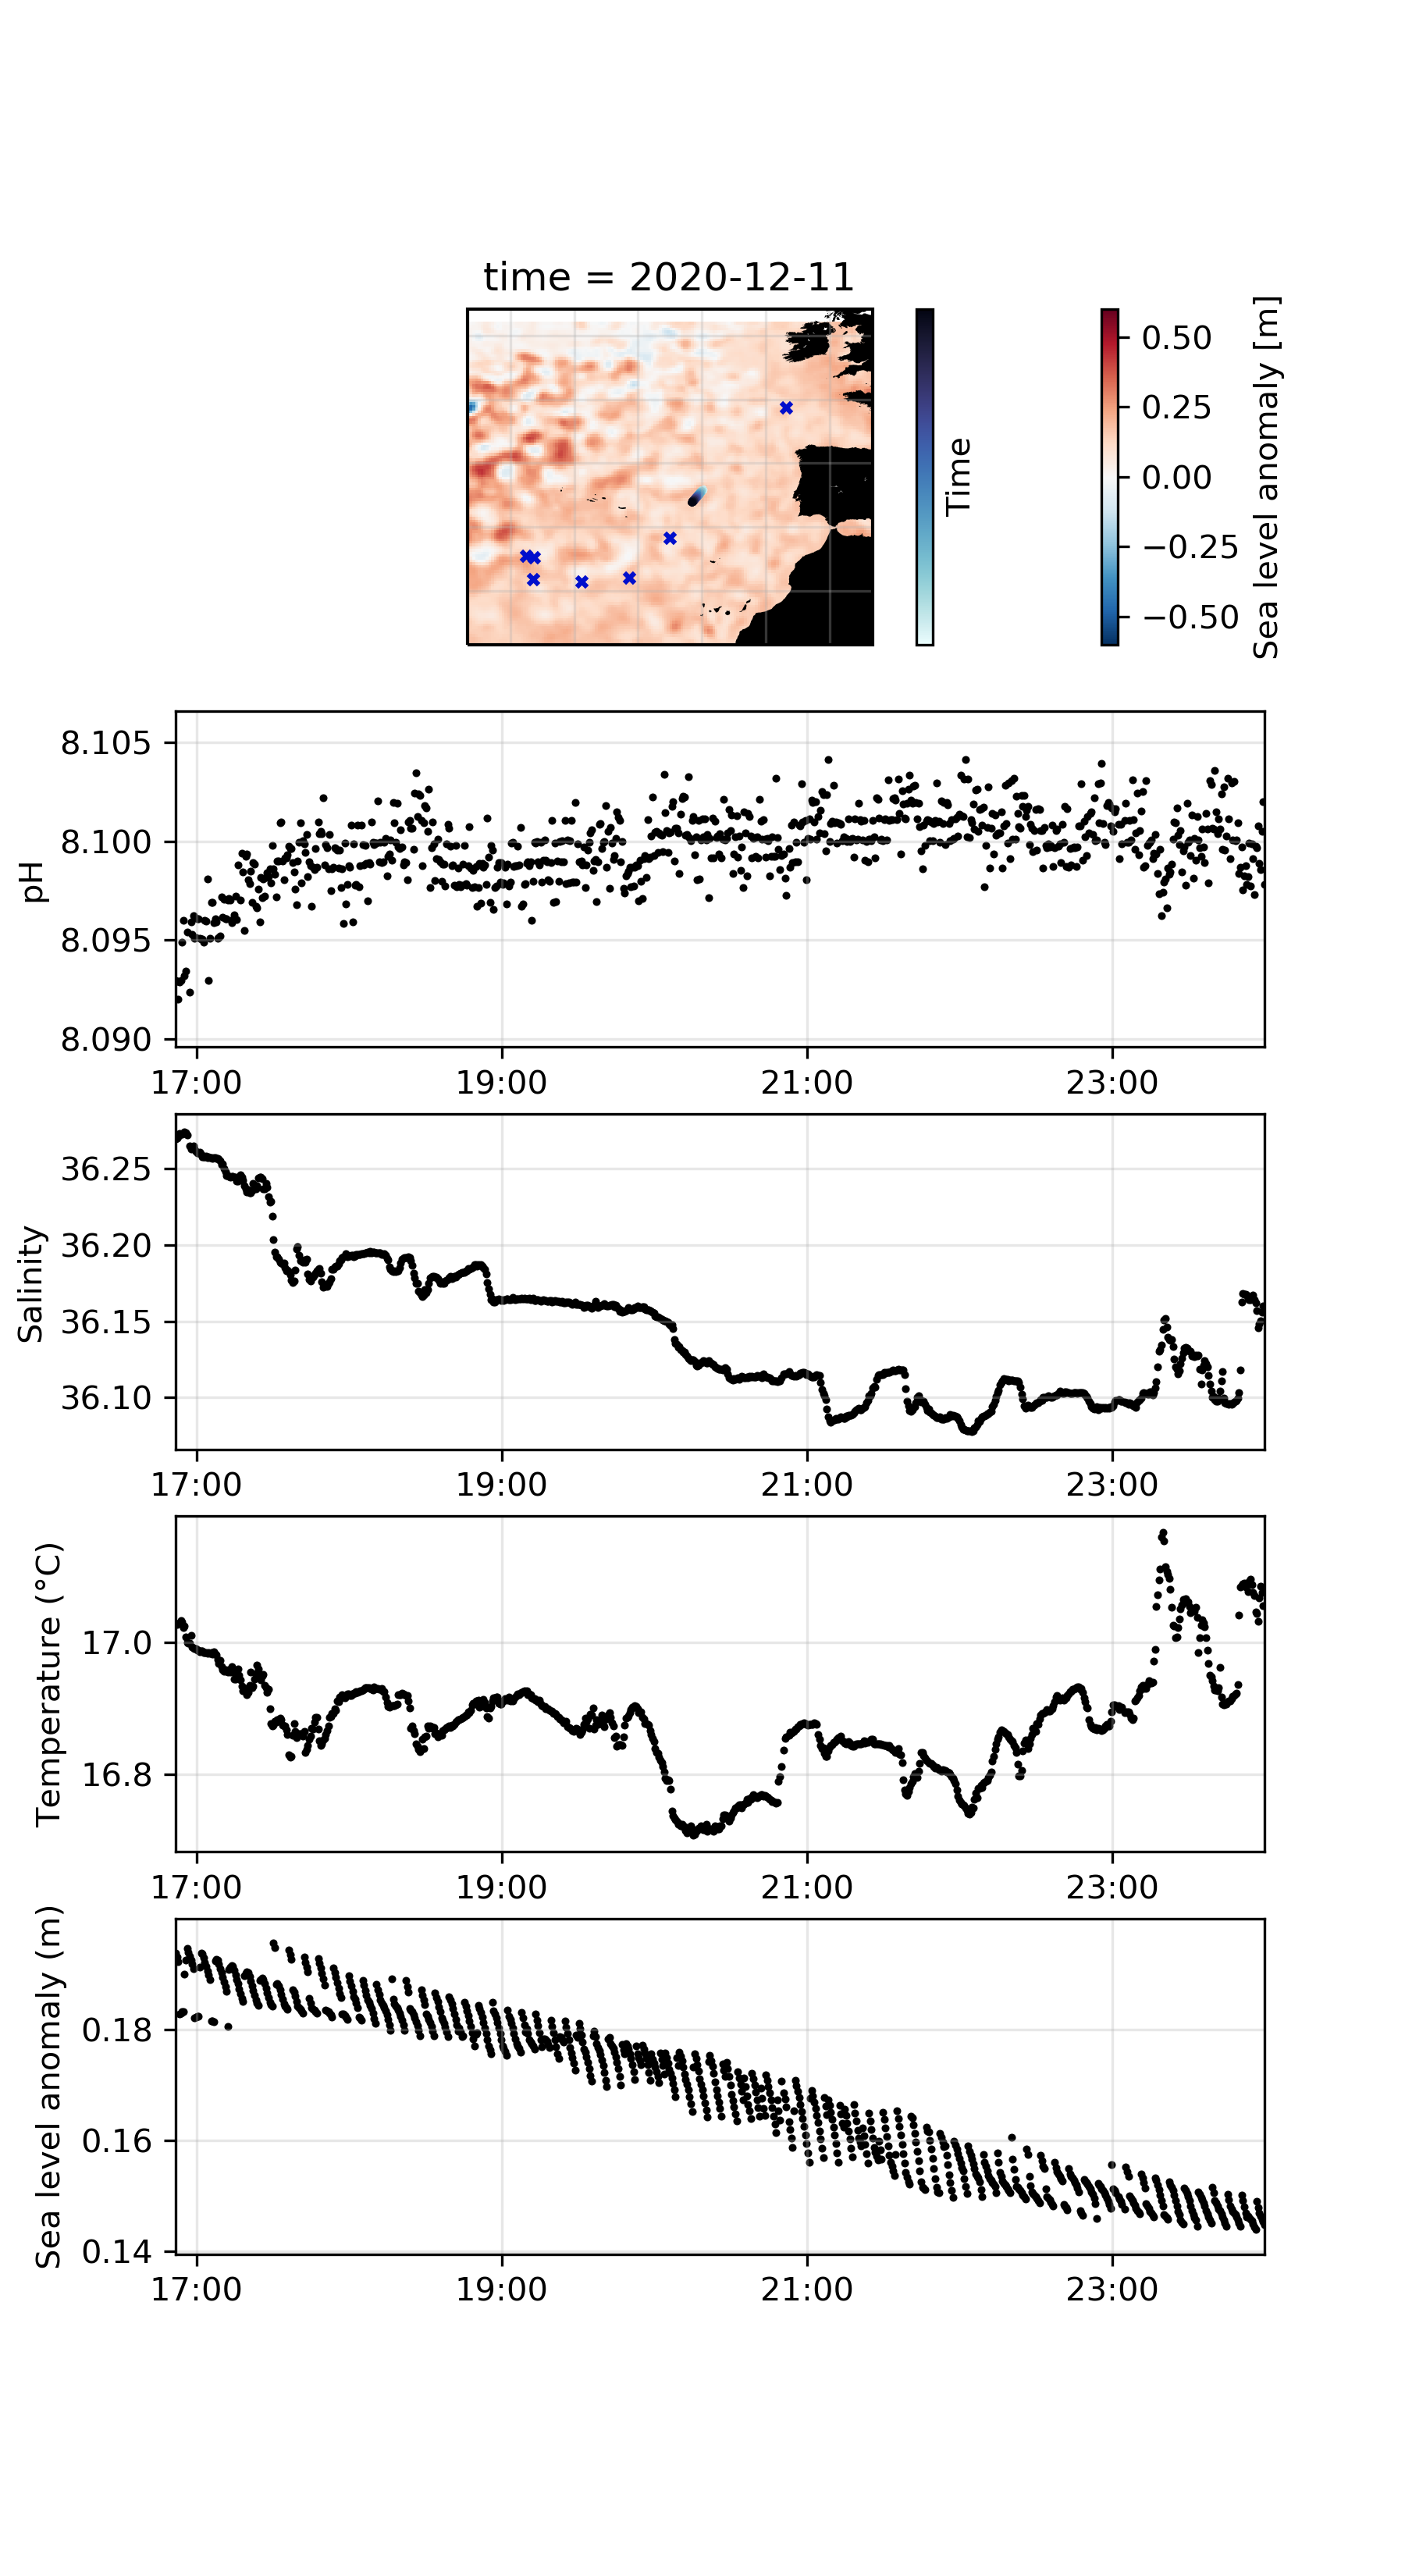 time = 2020-12-11
Time
0.50
0.25
0.00
−0.25
−0.50
Sea level anomaly [m]
pH
8.105
8.100
8.095
8.090
17:00 19:00 21:00 23:00
Salinity
36.25
36.20
36.15
36.10
17:00 19:00 21:00 23:00
Temperature (°C)
17.0
16.8
17:00 19:00 21:00 23:00
Sea level anomaly (m)
0.18
0.16
0.14
17:00 19:00 21:00 23:00